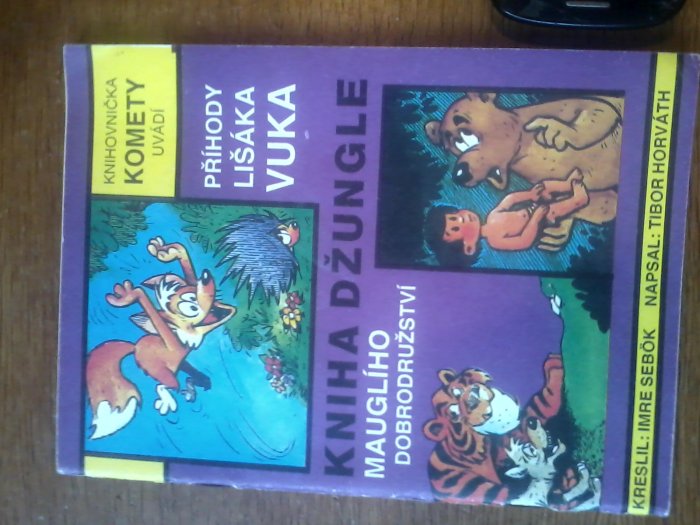 KNIHOVNIČKA
KOMETY
UVÁDÍ
PŘÍHODY
LIŠÁKA
VUKA
KNIHA DŽUNGLE
MAUGLÍHO
DOBRODRUŽSTVÍ
KRESLIL: IMRE SEBÖK NAPSAL: TIBOR HORVÁTH